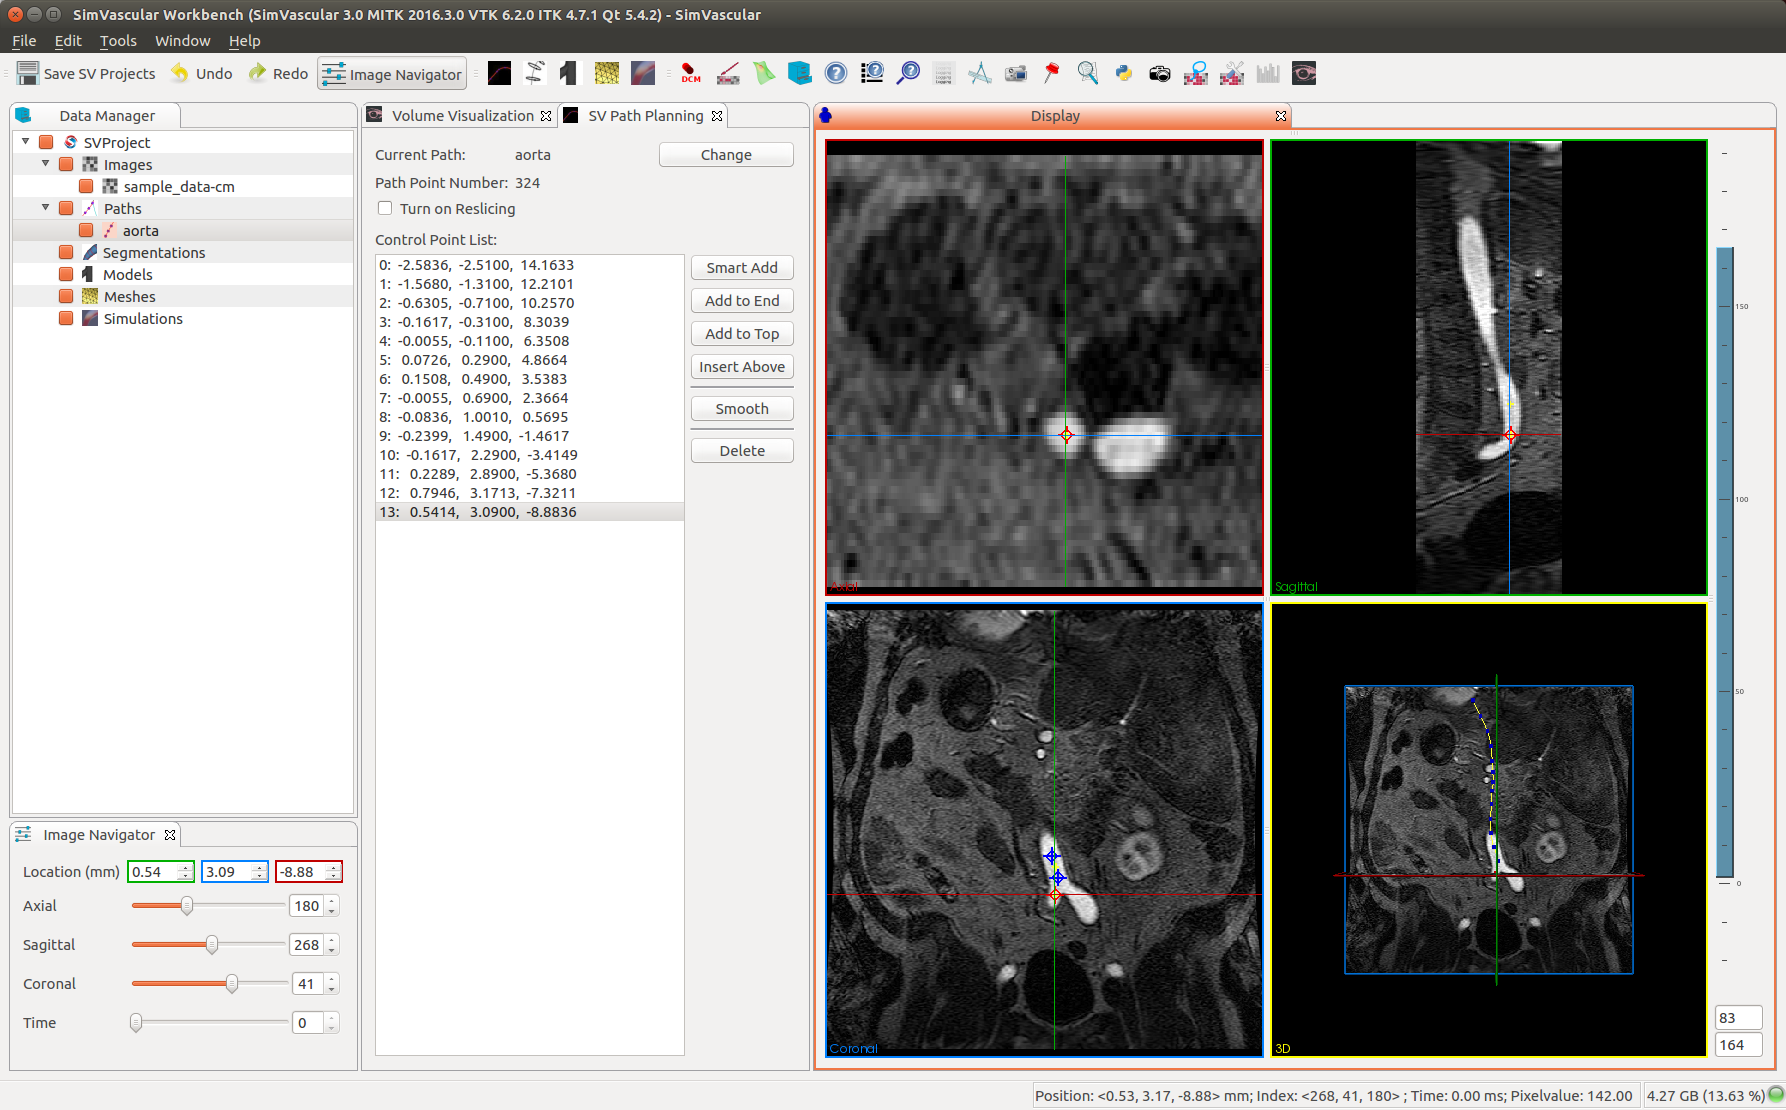 SimVascular Workbench (SimVascular 3.0 MITK 2016.3.0 VTK 6.2.0 ITK 4.7.1 Qt 5.4.2) - SimVascular
File Edit Tools Window Help
Save SV Projects Undo Redo Image Navigator DCM
Data Manager
SVProject
Images
sample_data-cm
Paths
aorta
Segmentations
Models
Meshes
Simulations
Image Navigator
Location (mm) 0.54 3.09 -8.88
Axial 180
Sagittal 268
Coronal 41
Time 0
Volume Visualization SV Path Planning
Current Path: aorta Change
Path Point Number: 324
Turn on Reslicing
Control Point List:
0: -2.5836, -2.5100, 14.1633
1: -1.5680, -1.3100, 12.2101
2: -0.6305, -0.7100, 10.2570
3: -0.1617, -0.3100, 8.3039
4: -0.0055, -0.1100, 6.3508
5: 0.0726, 0.2900, 4.8664
6: 0.1508, 0.4900, 3.5383
7: -0.0055, 0.6900, 2.3664
8: -0.0836, 1.0010, 0.5695
9: -0.2399, 1.4900, -1.4617
10: -0.1617, 2.2900, -3.4149
11: 0.2289, 2.8900, -5.3680
12: 0.7946, 3.1713, -7.3211
13: 0.5414, 3.0900, -8.8836
Smart Add
Add to End
Add to Top
Insert Above
Smooth
Delete
Display
Axial
Sagittal
Coronal
3D
150
100
50
0
83
164
Position: <0.53, 3.17, -8.88> mm; Index: <268, 41, 180> ; Time: 0.00 ms; Pixelvalue: 142.00
4.27 GB (13.63 %)